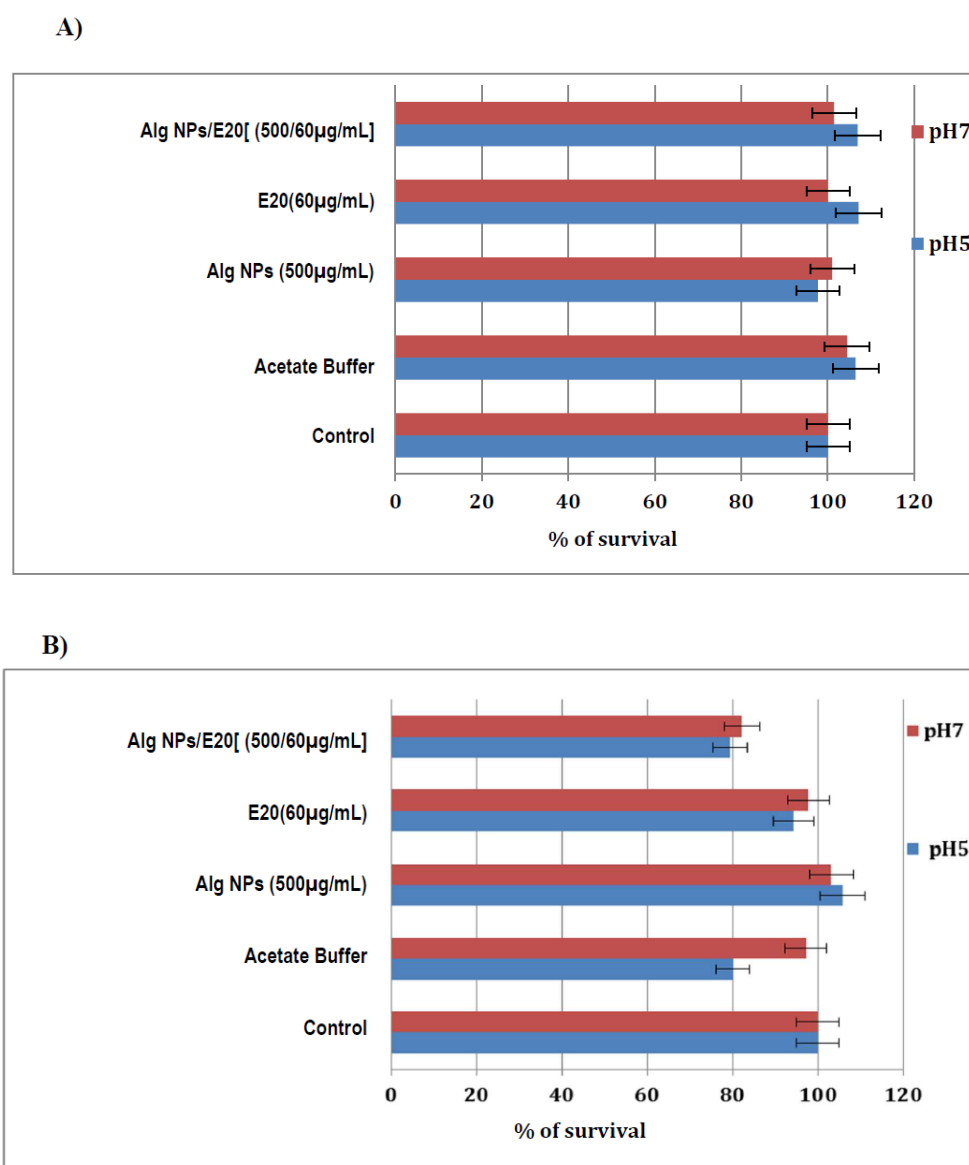 A)
Alg NPs/E20[ (500/60µg/mL]
E20(60µg/mL)
Alg NPs (500µg/mL)
Acetate Buffer
Control
pH7
pH5
0 20 40 60 80 100 120
% of survival
B)
Alg NPs/E20[ (500/60µg/mL]
E20(60µg/mL)
Alg NPs (500µg/mL)
Acetate Buffer
Control
pH7
pH5
0 20 40 60 80 100 120
% of survival